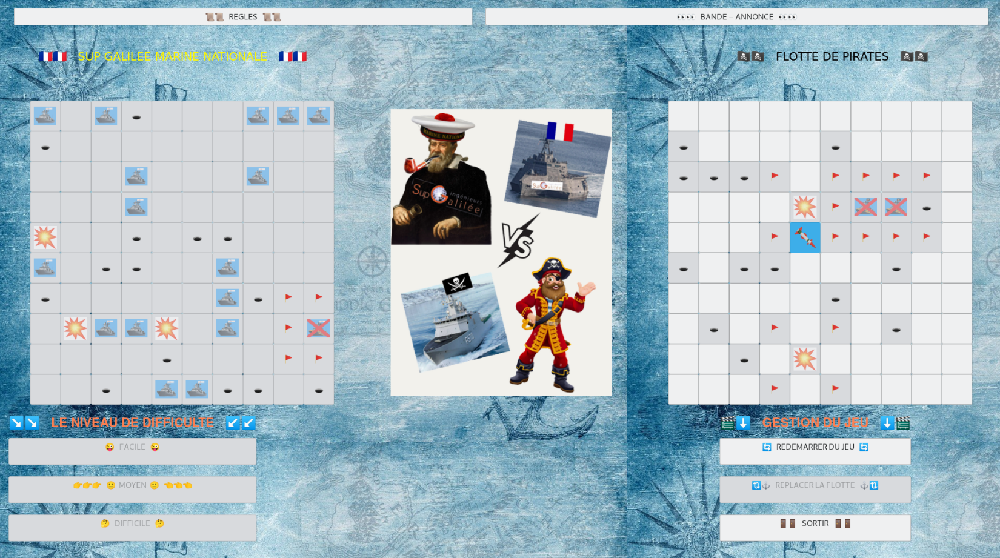 REGLES
BANDE – ANNONCE
SUP GALILEE MARINE NATIONALE
FLOTTE DE PIRATES
MARINE NATIONALE
Sup Galilée
ingénieurs
VS
LE NIVEAU DE DIFFICULTE
GESTION DU JEU
FACILE
REDEMARRER DU JEU
MOYEN
REPLACER LA FLOTTE
DIFFICILE
SORTIR